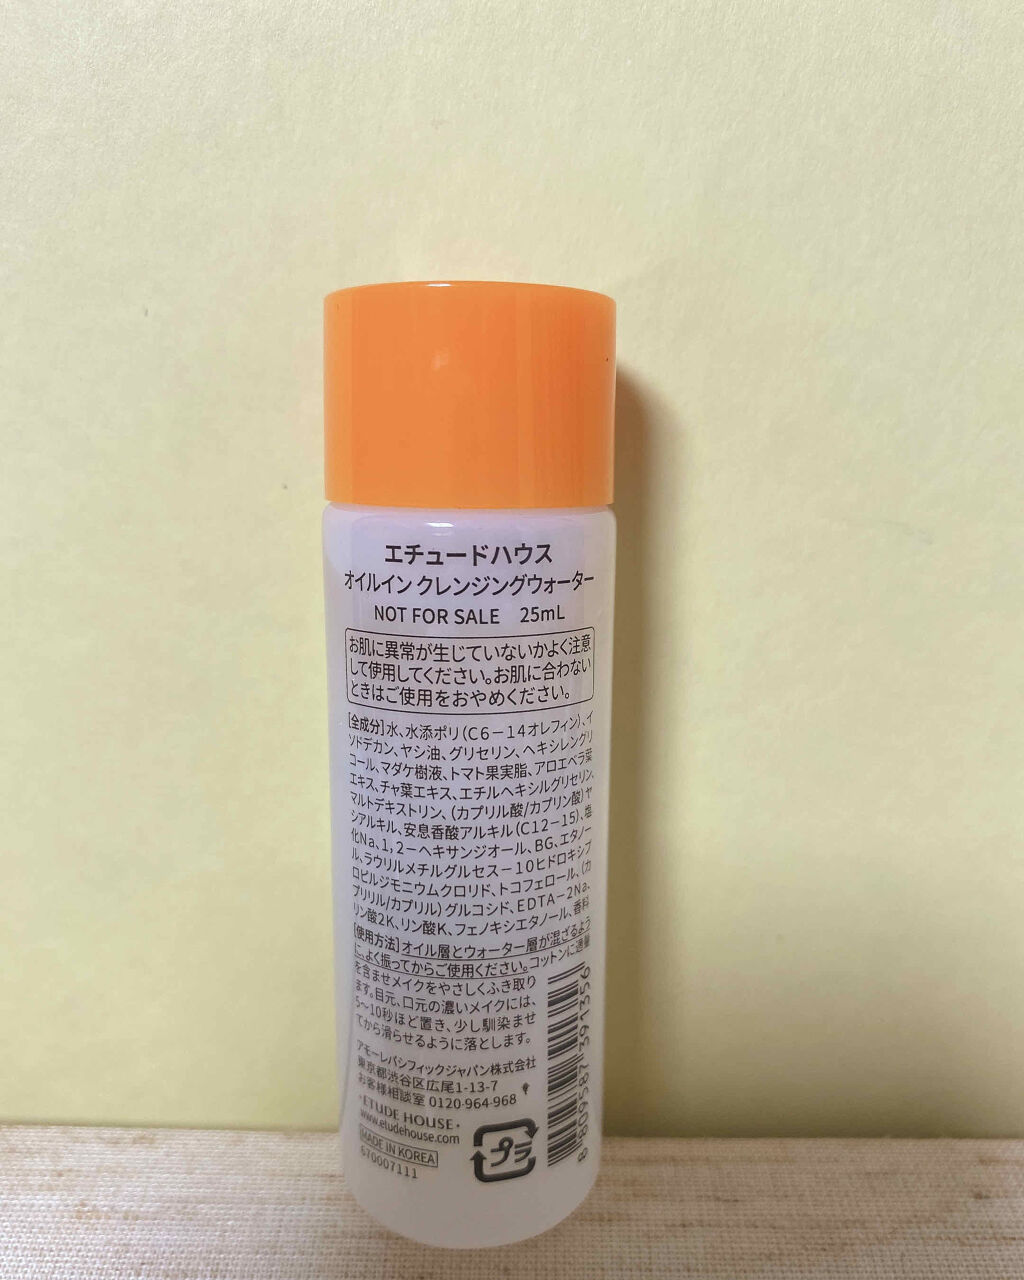 エチュードハウス
オイルイン クレンジングウォーター
NOT FOR SALE 25mL
お肌に異常が生じていないかよく注意
して使用してください。お肌に合わない
ときはご使用をおやめください。
[全成分]水、水添ポリ(C6-14オレフィン)、イ
ソドデカン、ヤシ油、グリセリン、ヘキシレングリ
コール、マダケ樹液、トマト果実脂、アロエベラ葉
エキス、チャ葉エキス、エチルヘキシルグリセリン、
マルトデキストリン、(カプリル酸/カプリン酸)ヤ
シアルキル、安息香酸アルキル(C12-15)、塩
化Na、1,2-ヘキサンジオール、BG、エタノー
ル、ラウリルメチルグルセス-10ヒドロキシプ
ロピルジモニウムクロリド、トコフェロール、(カ
プリリル/カプリル)グルコシド、EDTA-2Na、
リン酸2K、リン酸K、フェノキシエタノール、香料
[使用方法]オイル層とウォーター層が混ざるよう
に、よく振ってからご使用ください。コットンに適量
を含ませメイクをやさしくふき取り
ます。目元、口元の濃いメイクには、
5〜10秒ほど置き、少し馴染ませ
てから滑らせるように落とします。
アモーレパシフィックジャパン株式会社
東京都渋谷区広尾1-13-7
お客様相談室 0120-964-968
・ETUDE HOUSE・
www.etudehouse.com
MADE IN KOREA
670007111
プラ
8809587391356